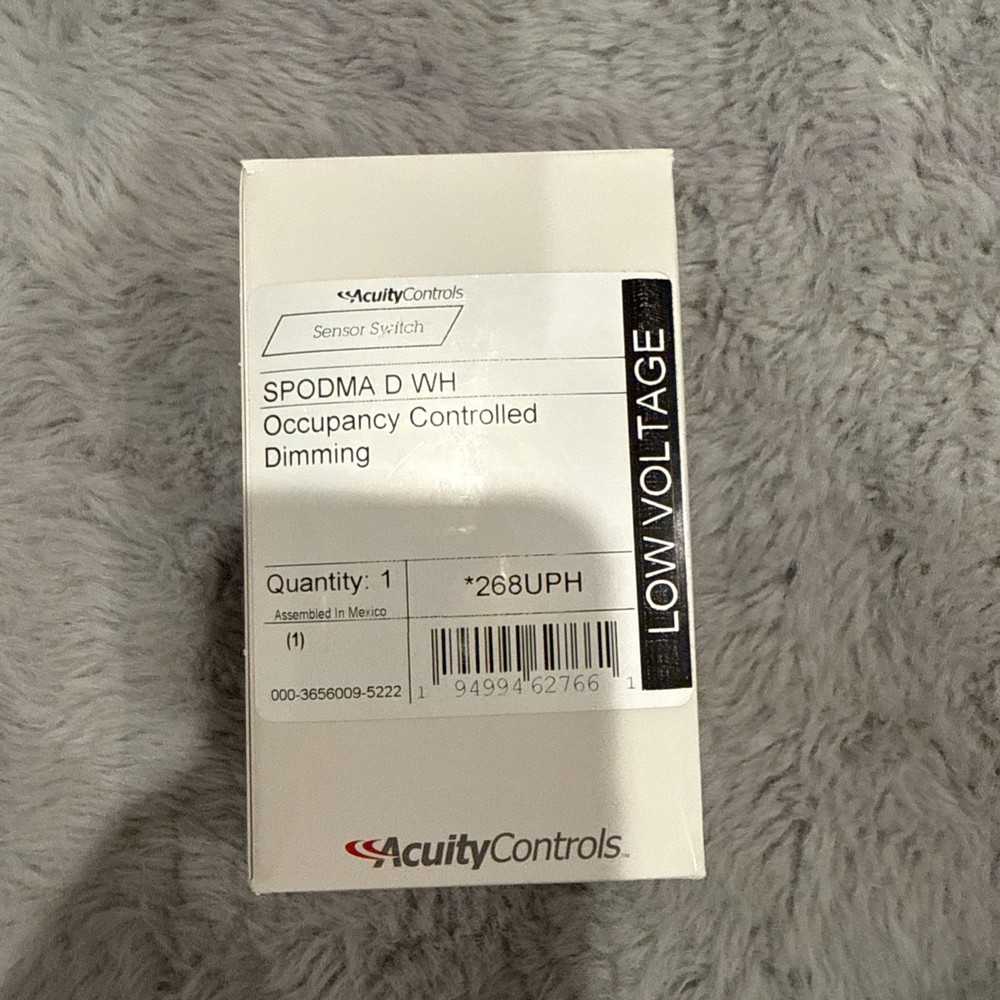 AcuityControls
Sensor Switch
SPODMA D WH
Occupancy Controlled
Dimming
LOW VOLTAGE
Quantity: 1
*268UPH
Assembled In Mexico
(1)
000-3656009-5222
1 94994 62766 1
AcuityControls™